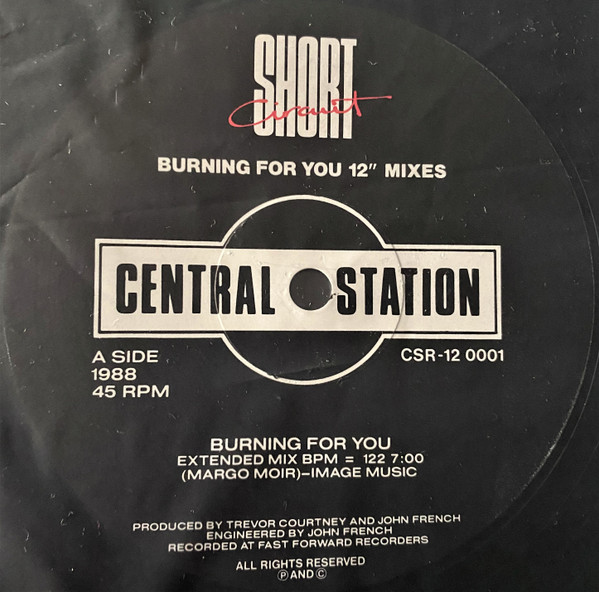 SHORT
Circuit
BURNING FOR YOU 12" MIXES
CENTRAL STATION
A SIDE
1988
45 RPM
CSR-12 0001
BURNING FOR YOU
EXTENDED MIX BPM = 122 7:00
(MARGO MOIR)–IMAGE MUSIC
PRODUCED BY TREVOR COURTNEY AND JOHN FRENCH
ENGINEERED BY JOHN FRENCH
RECORDED AT FAST FORWARD RECORDERS
ALL RIGHTS RESERVED
Ⓟ AND ©